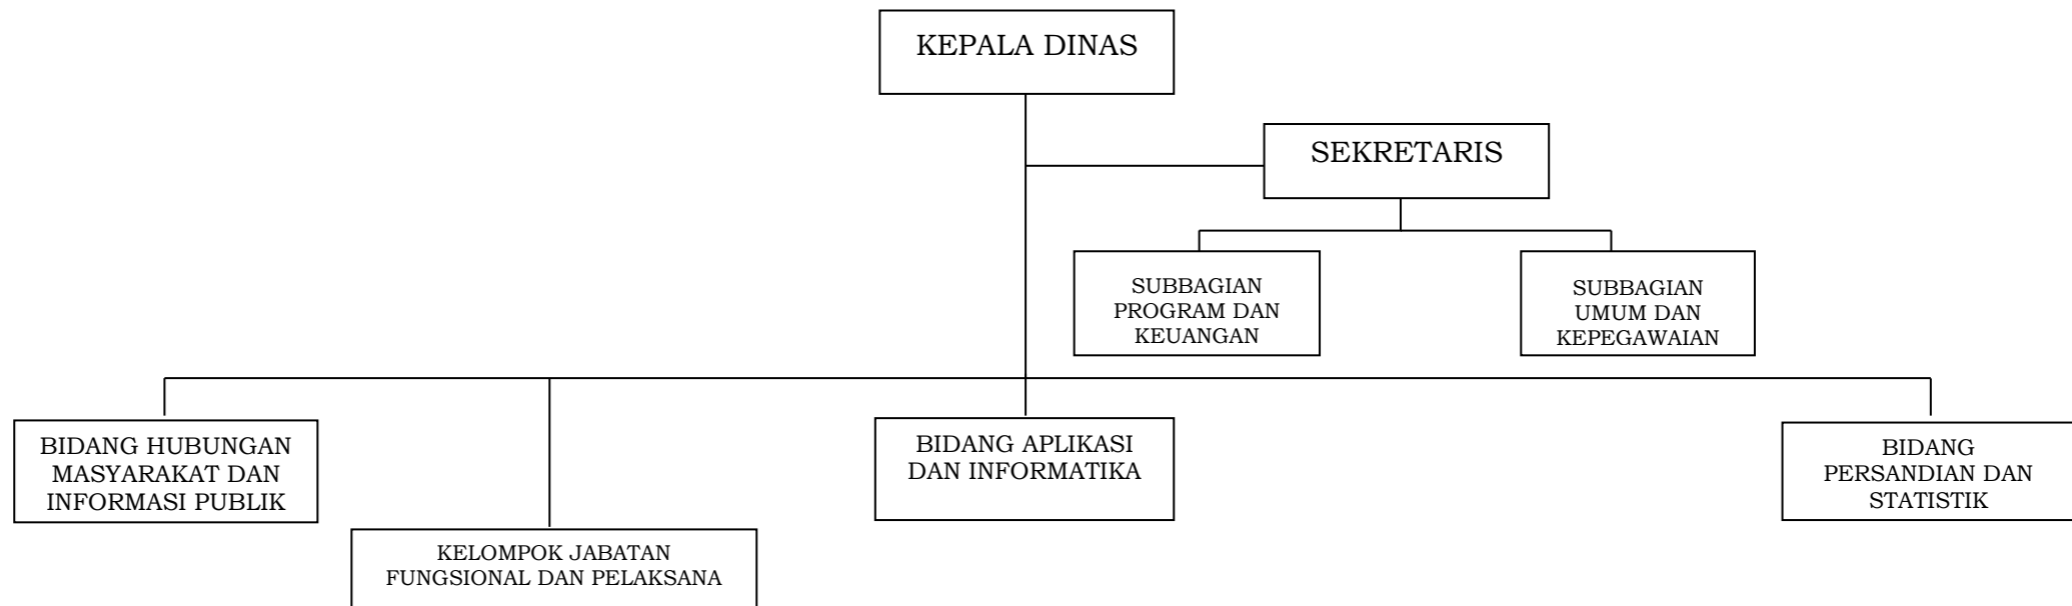 KEPALA DINAS
SEKRETARIS
SUBBAGIAN
PROGRAM DAN
KEUANGAN
SUBBAGIAN
UMUM DAN
KEPEGAWAIAN
BIDANG HUBUNGAN
MASYARAKAT DAN
INFORMASI PUBLIK
KELOMPOK JABATAN
FUNGSIONAL DAN PELAKSANA
BIDANG APLIKASI
DAN INFORMATIKA
BIDANG
PERSANDIAN DAN
STATISTIK